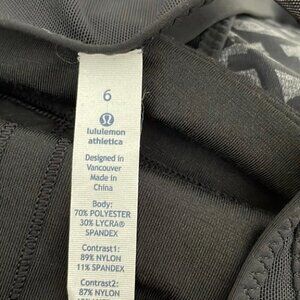 6
lululemon
athletica
Designed in
Vancouver
Made in
China
Body:
70% POLYESTER
30% LYCRA®
SPANDEX
Contrast1:
89% NYLON
11% SPANDEX
Contrast2:
87% NYLON